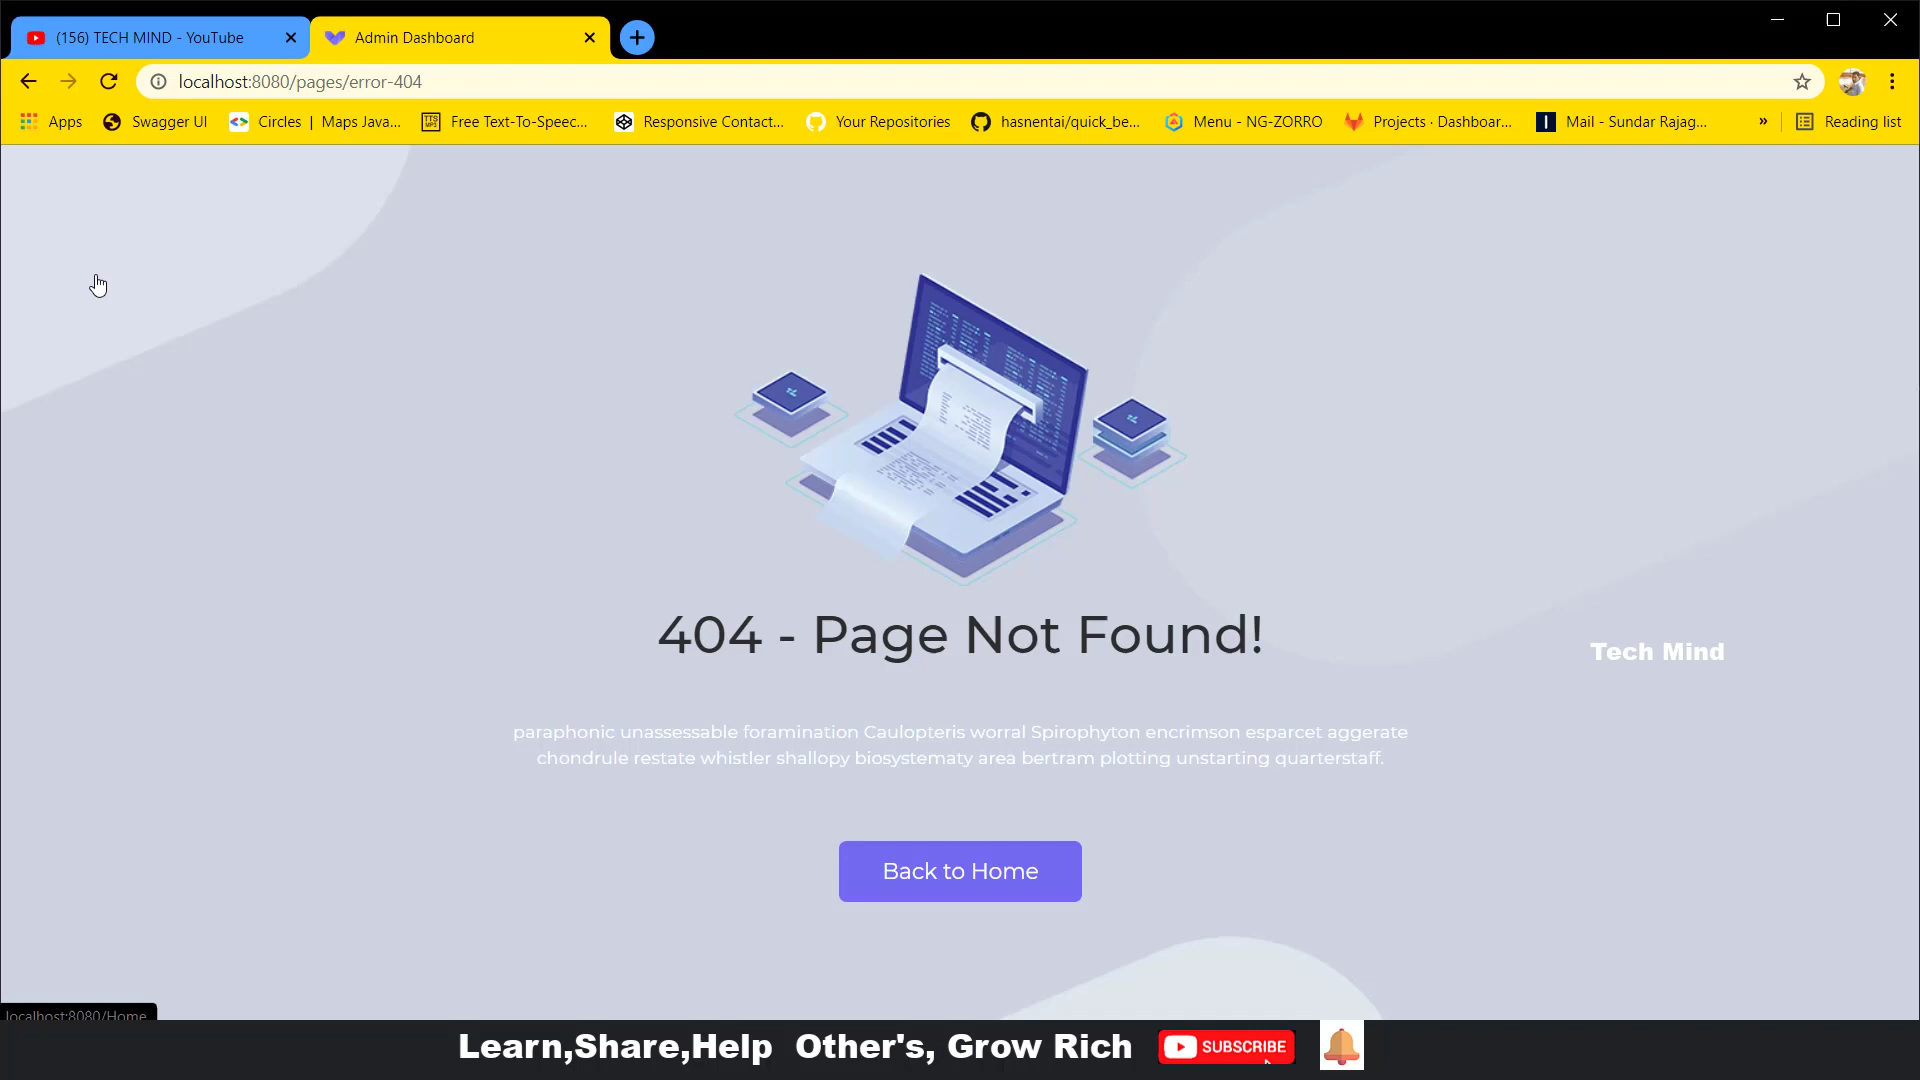 (156) TECH MIND - YouTube
Admin Dashboard
localhost:8080/pages/error-404
Apps
Swagger UI
Circles | Maps Java...
Free Text-To-Speec...
Responsive Contact...
Your Repositories
hasnentai/quick_be...
Menu - NG-ZORRO
Projects · Dashboar...
Mail - Sundar Rajag...
»
Reading list
404 - Page Not Found!
Tech Mind
paraphonic unassessable foramination Caulopteris worral Spirophyton encrimson esparcet aggerate
chondrule restate whistler shallopy biosystematy area bertram plotting unstarting quarterstaff.
Back to Home
localhost:8080/Home
Learn,Share,Help Other's, Grow Rich
SUBSCRIBE